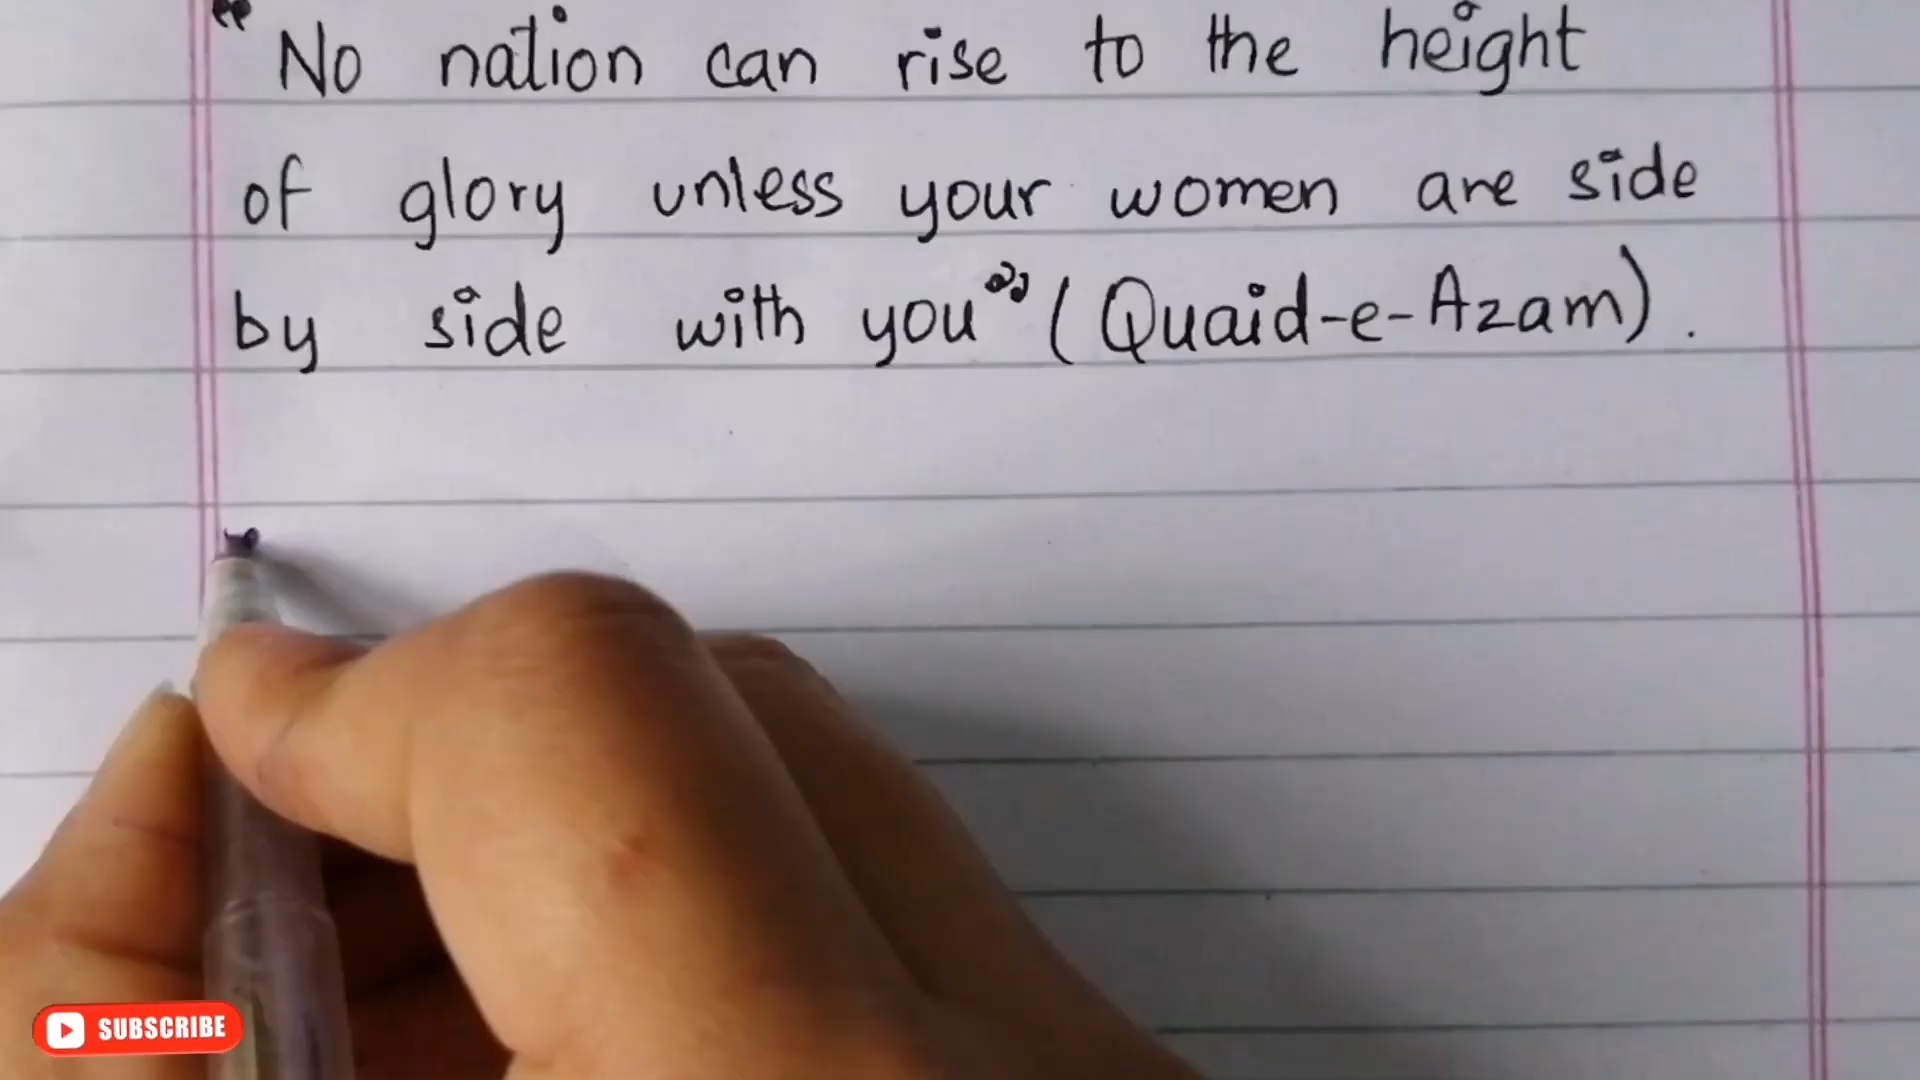 "No nation can rise to the height
of glory unless your women are side
by side with you" (Quaid-e-Azam).
SUBSCRIBE